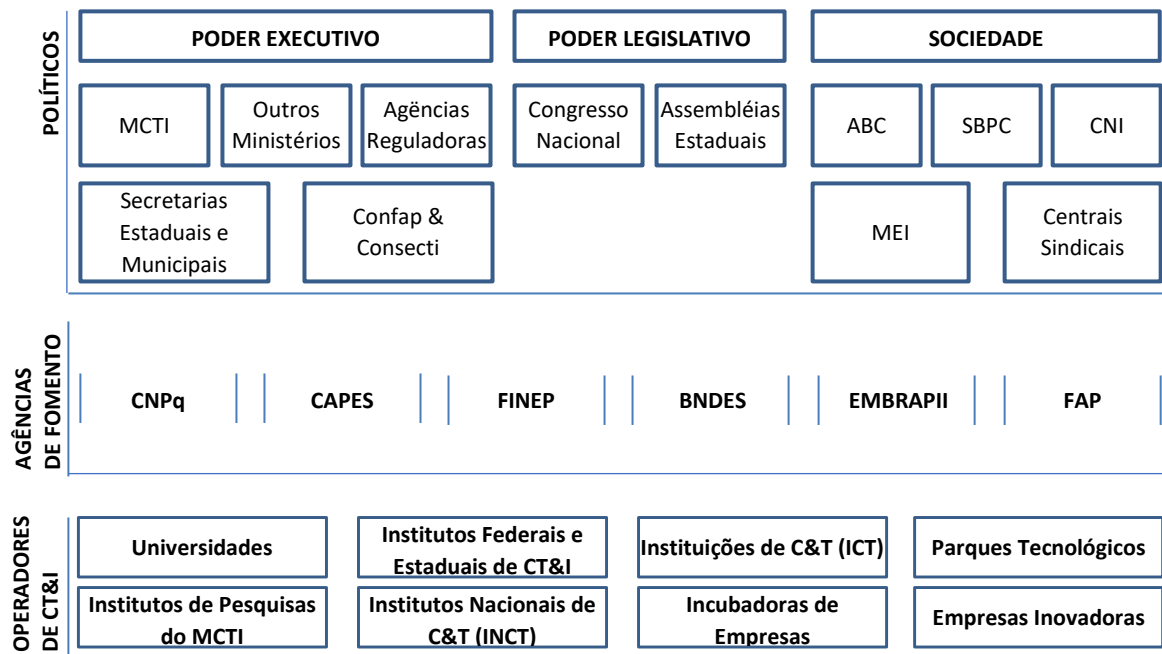 POLÍTICOS
PODER EXECUTIVO
PODER LEGISLATIVO
SOCIEDADE
MCTI
Outros
Ministérios
Agëncias
Reguladoras
Congresso
Nacional
Assembléias
Estaduais
ABC
SBPC
CNI
Secretarias
Estaduais e
Municipais
Confap &
Consecti
MEI
Centrais
Sindicais
AGÊNCIAS
DE FOMENTO
CNPq
CAPES
FINEP
BNDES
EMBRAPII
FAP
OPERADORES
DE CT&I
Universidades
Institutos Federais e
Estaduais de CT&I
Instituições de C&T (ICT)
Parques Tecnológicos
Institutos de Pesquisas
do MCTI
Institutos Nacionais de
C&T (INCT)
Incubadoras de
Empresas
Empresas Inovadoras